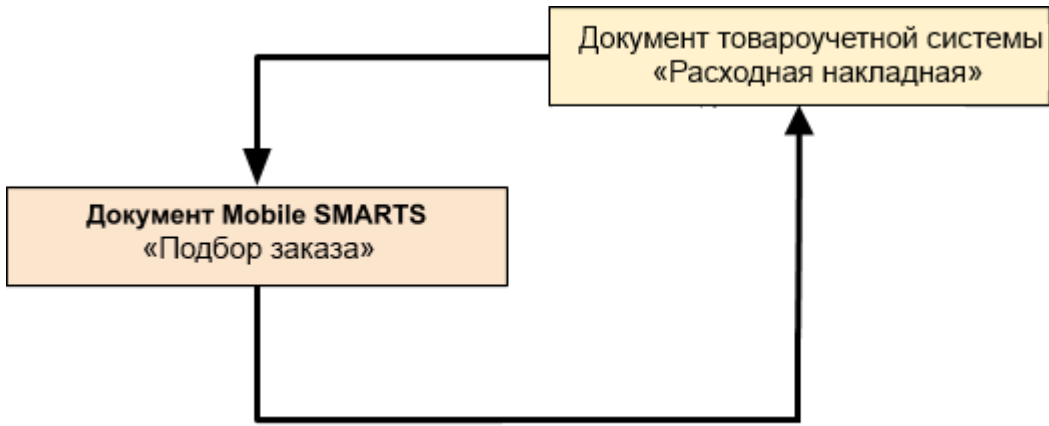 Документ товароучетной системы
«Расходная накладная»
Документ Mobile SMARTS
«Подбор заказа»